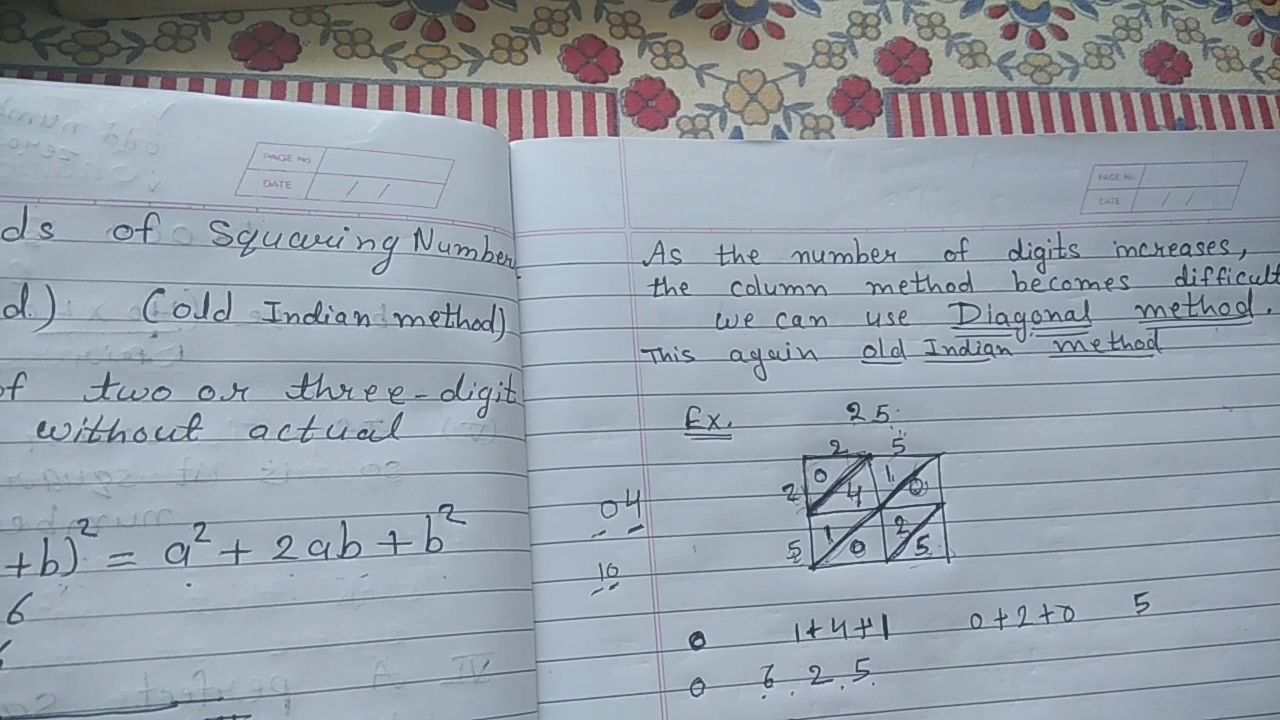 PAGE NO.
DATE / /
ds of Squaring Number
d.) (old Indian method)
of two or three-digit
without actual
+b)² = a² + 2ab + b²
6
PAGE NO.
DATE / /
As the number of digits increases,
the column method becomes difficult
we can use Diagonal method.
This again old Indian method
Ex. 25.
2 5
2 0 4 1 0
5 1 0 2 5
04
10
0 1+4+1 0+2+0 5
0 6 . 2 . 5